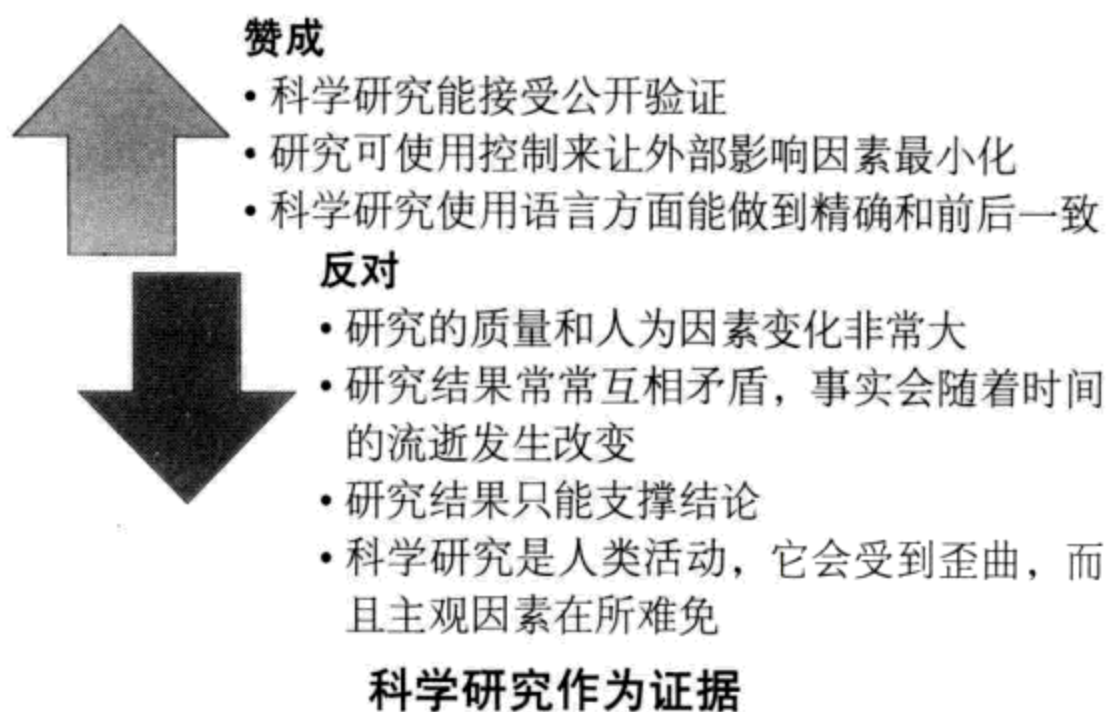 赞成
• 科学研究能接受公开验证
• 研究可使用控制来让外部影响因素最小化
• 科学研究使用语言方面能做到精确和前后一致
反对
• 研究的质量和人为因素变化非常大
• 研究结果常常互相矛盾，事实会随着时间
的流逝发生改变
• 研究结果只能支撑结论
• 科学研究是人类活动，它会受到歪曲，而
且主观因素在所难免
科学研究作为证据